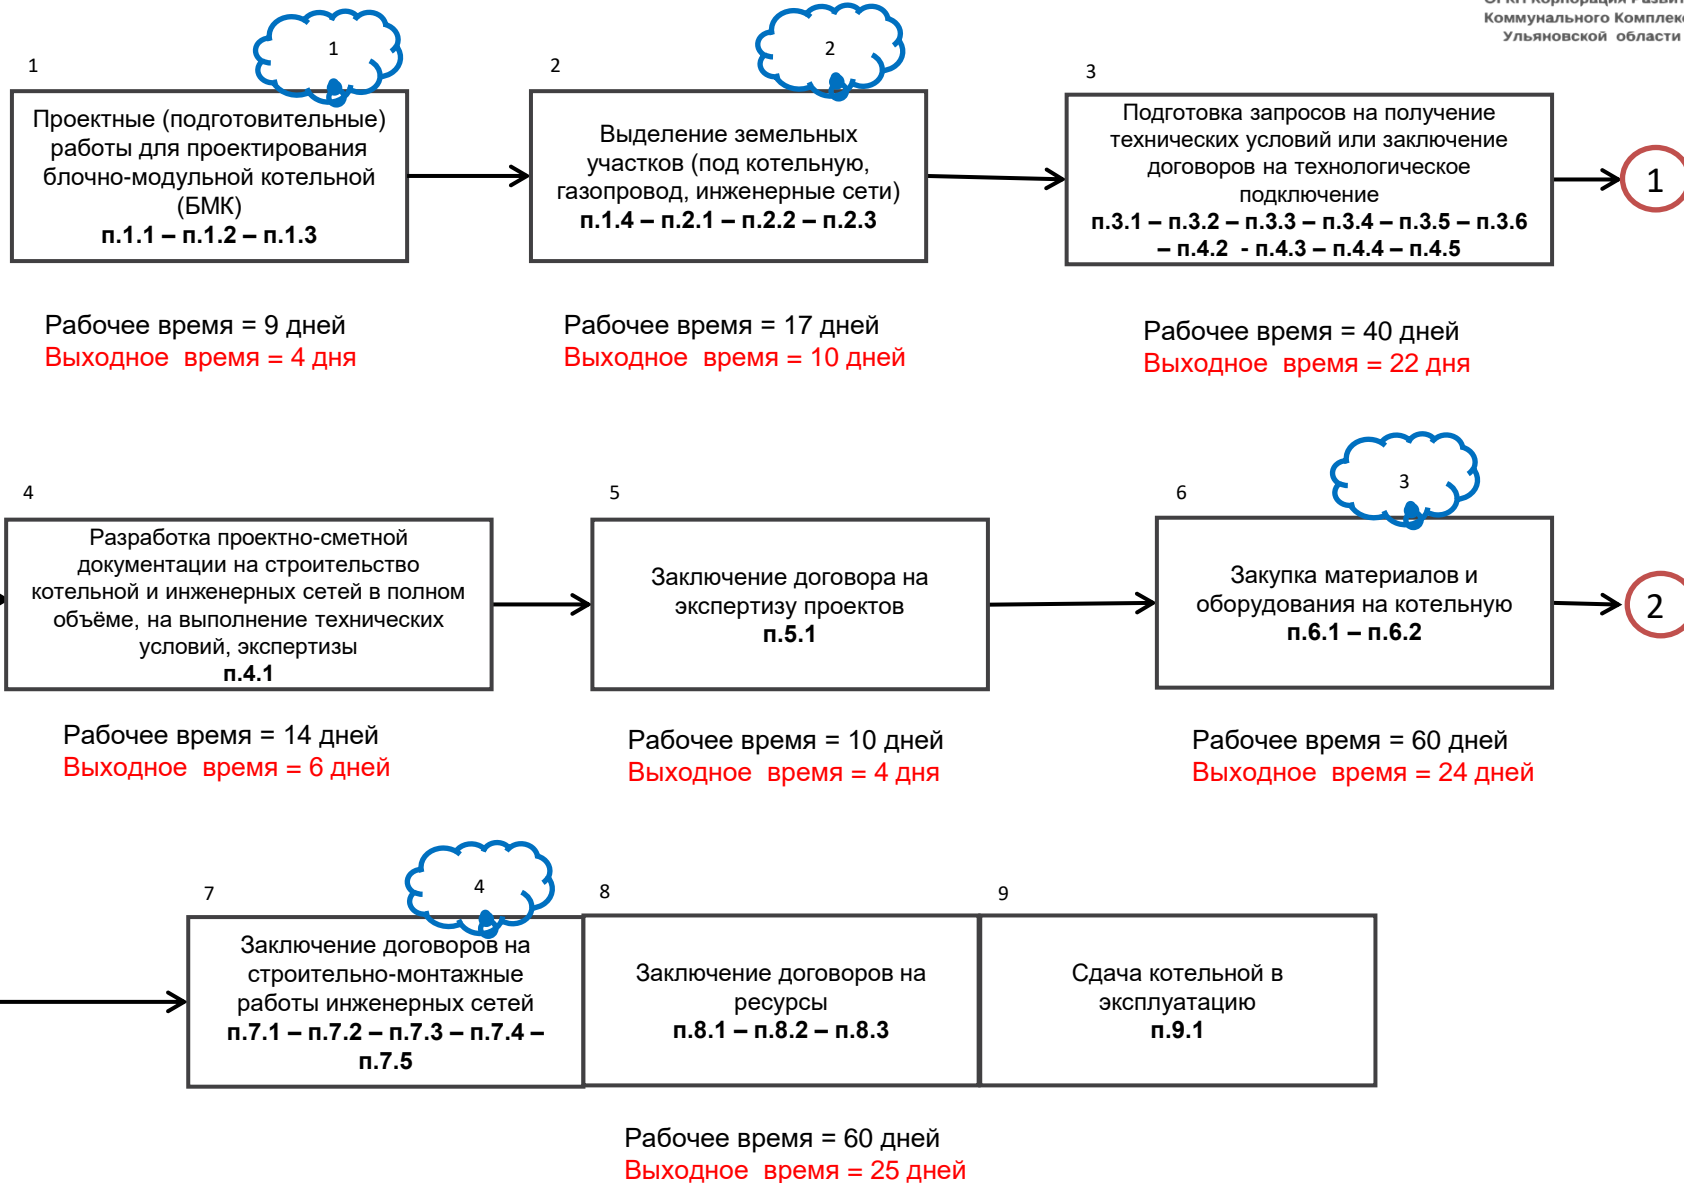 Коммунального
Ульяновской области
1
1
2
2
3
Проектные (подготовительные)
работы для проектирования
блочно-модульной котельной
(БМК)
п.1.1 – п.1.2 – п.1.3
Выделение земельных
участков (под котельную,
газопровод, инженерные сети)
п.1.4 – п.2.1 – п.2.2 – п.2.3
Подготовка запросов на получение
технических условий или заключение
договоров на технологическое
подключение
п.3.1 – п.3.2 – п.3.3 – п.3.4 – п.3.5 – п.3.6
– п.4.2 - п.4.3 – п.4.4 – п.4.5
1
Рабочее время = 9 дней
Выходное время = 4 дня
Рабочее время = 17 дней
Выходное время = 10 дней
Рабочее время = 40 дней
Выходное время = 22 дня
4
5
6
3
Разработка проектно-сметной
документации на строительство
котельной и инженерных сетей в полном
объёме, на выполнение технических
условий, экспертизы
п.4.1
Заключение договора на
экспертизу проектов
п.5.1
Закупка материалов и
оборудования на котельную
п.6.1 – п.6.2
2
Рабочее время = 14 дней
Выходное время = 6 дней
Рабочее время = 10 дней
Выходное время = 4 дня
Рабочее время = 60 дней
Выходное время = 24 дней
7
4
8
9
Заключение договоров на
строительно-монтажные
работы инженерных сетей
п.7.1 – п.7.2 – п.7.3 – п.7.4 –
п.7.5
Заключение договоров на
ресурсы
п.8.1 – п.8.2 – п.8.3
Сдача котельной в
эксплуатацию
п.9.1
Рабочее время = 60 дней
Выходное время = 25 дней